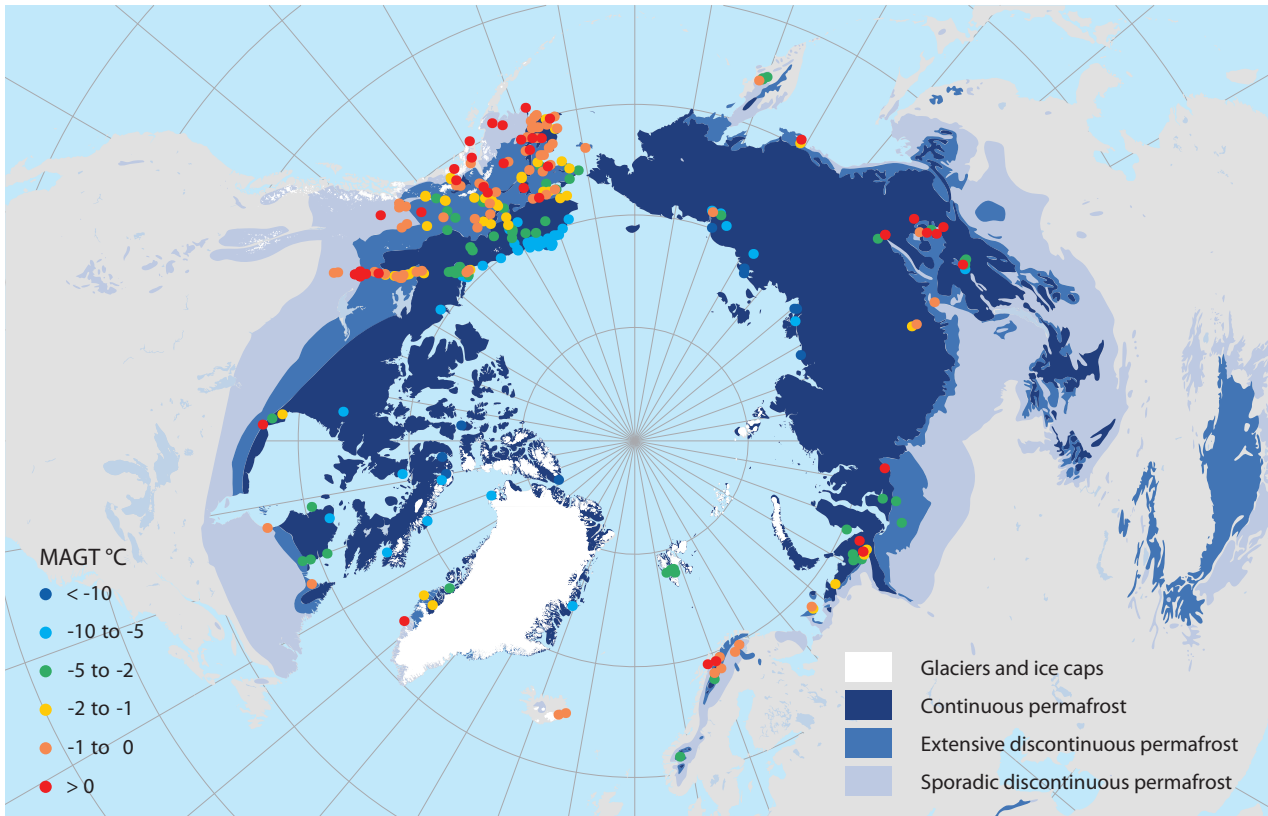 MAGT °C
< -10
-10 to -5
-5 to -2
-2 to -1
-1 to 0
> 0
Glaciers and ice caps
Continuous permafrost
Extensive discontinuous permafrost
Sporadic discontinuous permafrost